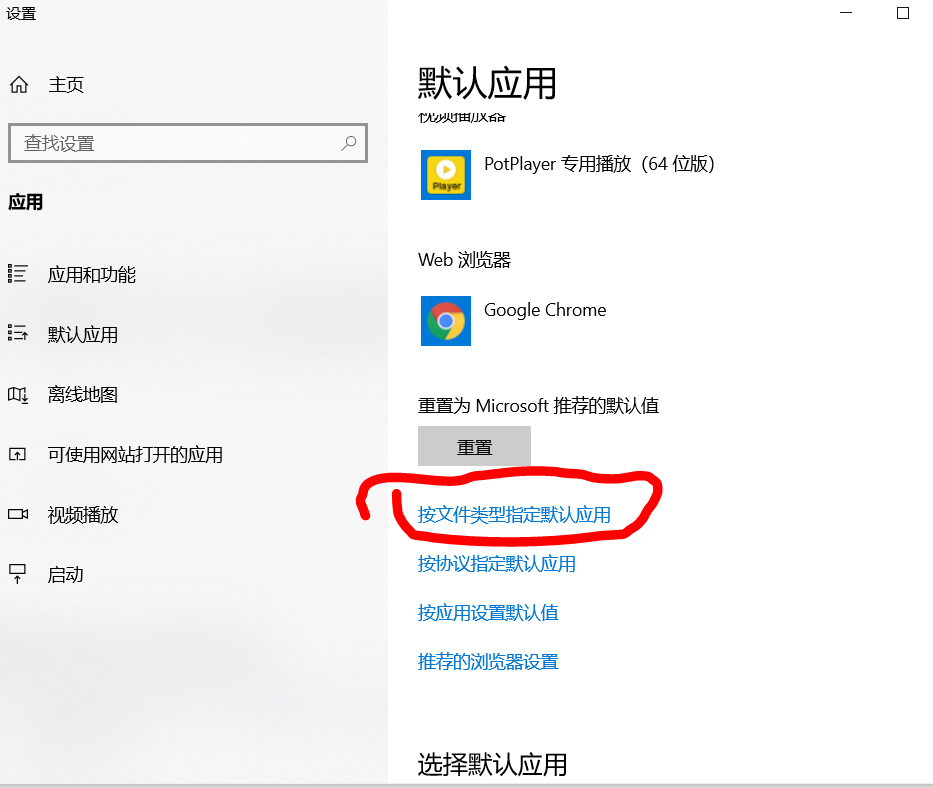 设置
主页
查找设置
应用
应用和功能
默认应用
离线地图
可使用网站打开的应用
视频播放
启动
默认应用
视频播放器
Player
PotPlayer 专用播放（64 位版）
Web 浏览器
Google Chrome
重置为 Microsoft 推荐的默认值
重置
按文件类型指定默认应用
按协议指定默认应用
按应用设置默认值
推荐的浏览器设置
选择默认应用